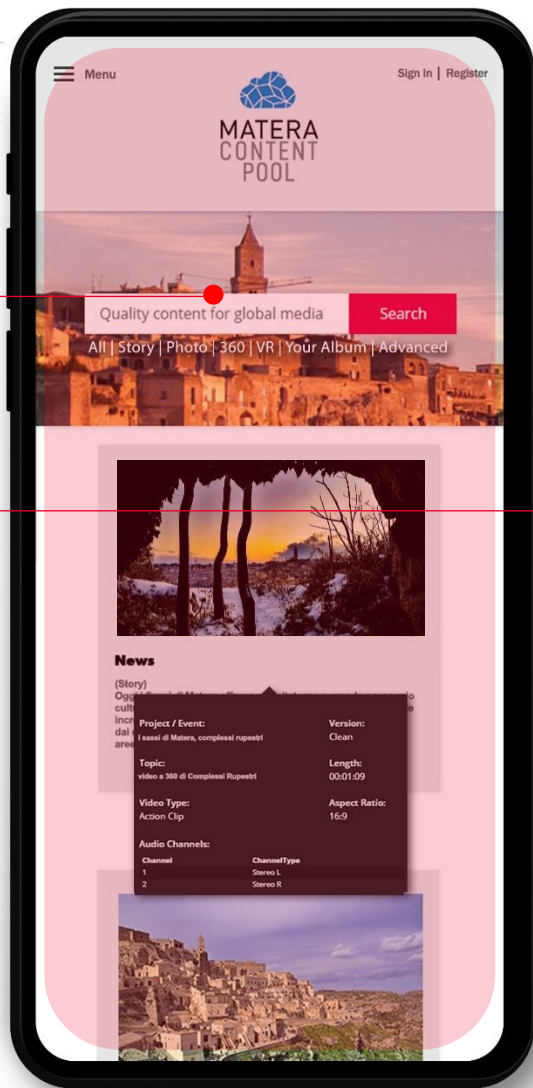 Menu
Sign In | Register
MATERA
CONTENT
POOL
Quality content for global media
Search
All | Story | Photo | 360 | VR | Your Album | Advanced
News
(Story)
Project / Event:
Version:
I sassi di Matera, complessi rupestri
Clean
Topic:
Length:
video a 360 di Complessi Rupestri
00:01:09
Video Type:
Aspect Ratio:
Action Clip
16:9
Audio Channels:
Channel
ChannelType
1
Stereo L
2
Stereo R